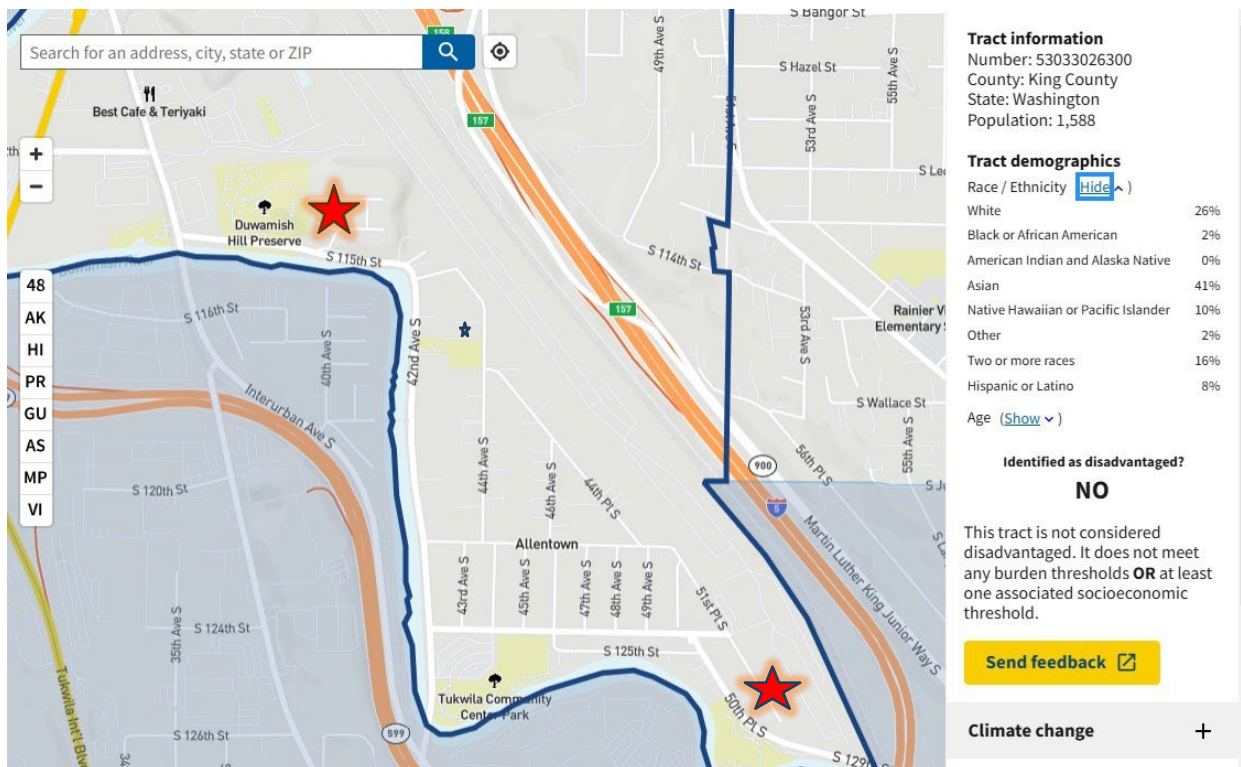 S Bangor St
158
Search for an address, city, state or ZIP
49th Ave S
S Hazel St
55th Ave S
Best Cafe & Teriyaki
157
53rd Ave S
+
−
Duwamish
Hill Preserve
S 115th St
S 114th St
48
AK
HI
PR
GU
AS
MP
VI
S 116th St
40th Ave S
42nd Ave S
157
53rd Ave S
Rainier V
Elementary
Interurban Ave S
S Wallace St
900
56th Pl S
55th Ave S
44th Ave S
46th Ave S
44th Pl S
S 120th St
5
Allentown
Martin Luther King Junior Way S
43rd Ave S
45th Ave S
47th Ave S
48th Ave S
49th Ave S
51st Pl S
35th Ave S
S 124th St
S 125th St
Tukwila Int'l Blv
Tukwila Community
Center Park
50th Pl S
S 126th St
599
S 129th
Tract information
Number: 53033026300
County: King County
State: Washington
Population: 1,588
Tract demographics
Race / Ethnicity Hide )
White 26%
Black or African American 2%
American Indian and Alaska Native 0%
Asian 41%
Native Hawaiian or Pacific Islander 10%
Other 2%
Two or more races 16%
Hispanic or Latino 8%
Age (Show )
Identified as disadvantaged?
NO
This tract is not considered
disadvantaged. It does not meet
any burden thresholds OR at least
one associated socioeconomic
threshold.
Send feedback
Climate change +